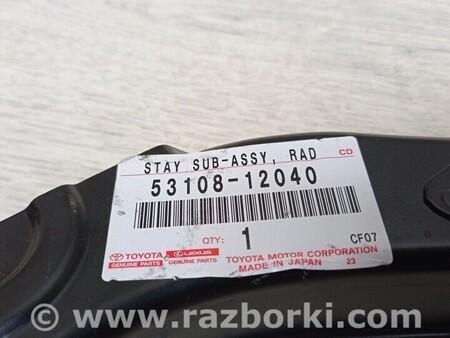 STAY SUB-ASSY, RAD CD
53108-12040
QTY: 1 CF07
TOYOTA LEXUS TOYOTA MOTOR CORPORATION
GENUINE PARTS GENUINE PARTS MADE IN JAPAN 23
www.razborki.com